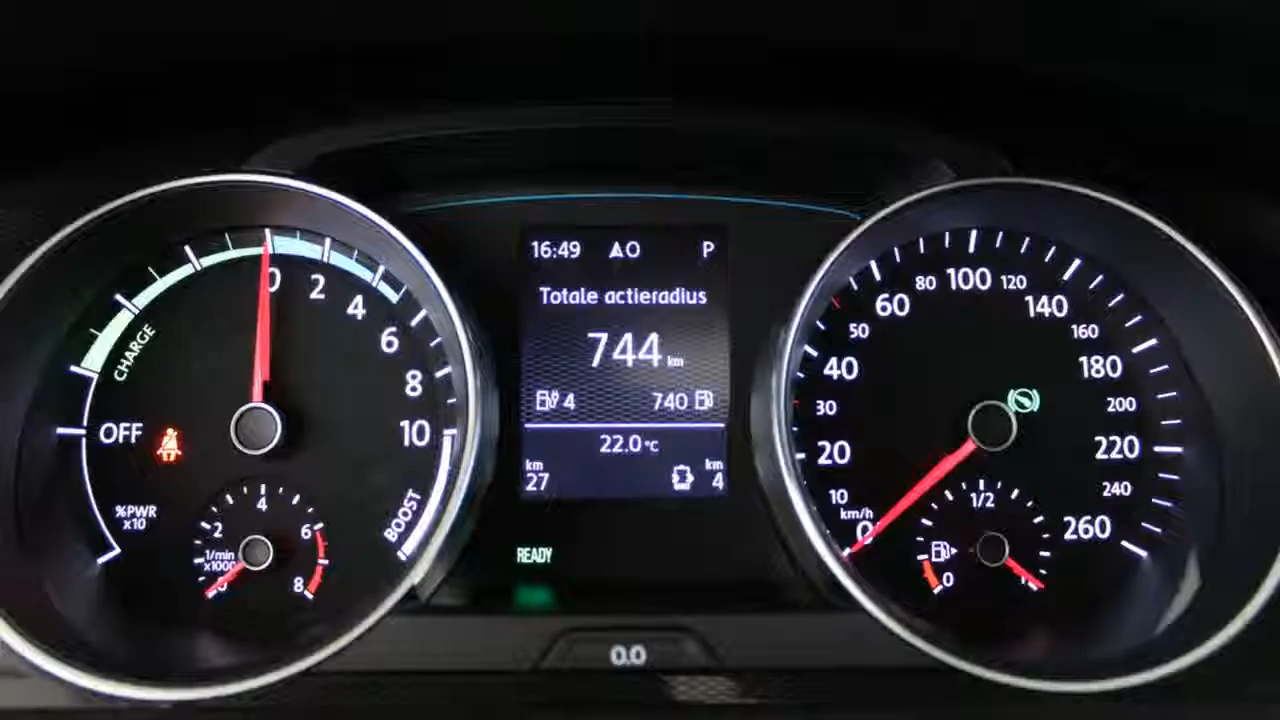 0
2
4
6
8
10
CHARGE
OFF
BOOST
%PWR
x10
2
4
6
8
1/min
x1000
0
16:49 O P
Totale actieradius
744 km
4 740
22.0 °C
km km
27 4
READY
0.0
0
10
20
30
40
50
60
80
100
120
140
160
180
200
220
240
260
km/h
1/2
0
1